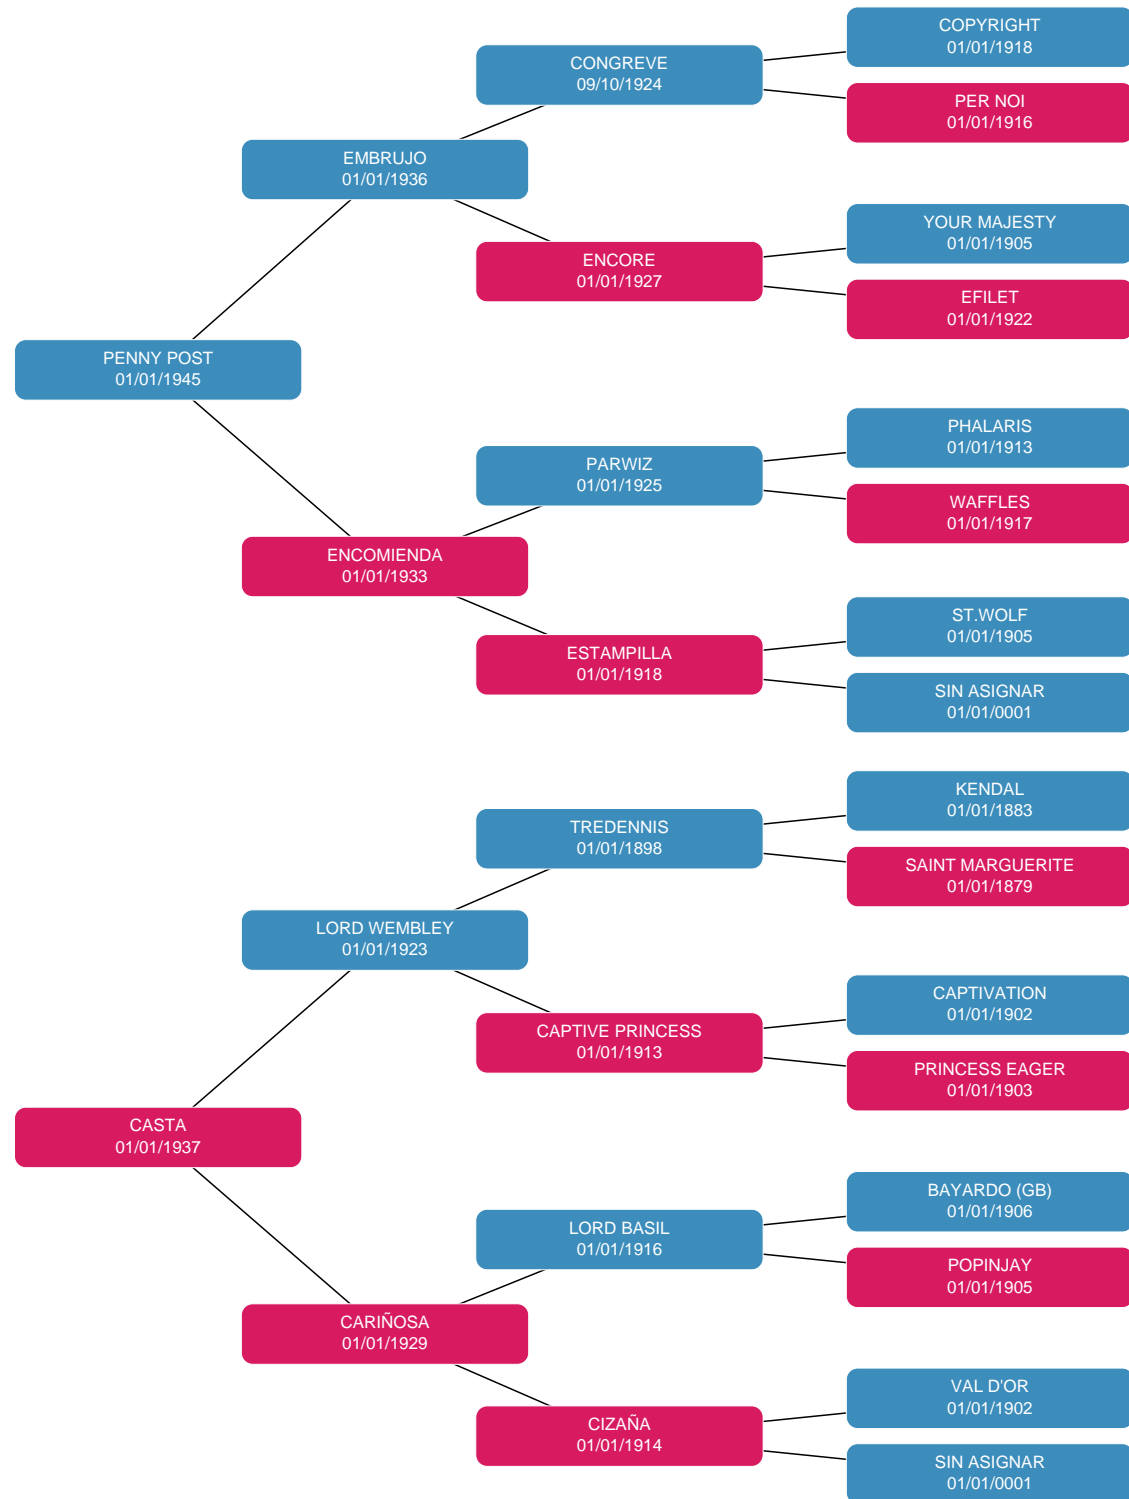 COPYRIGHT
01/01/1918
CONGREVE
09/10/1924
PER NOI
01/01/1916
EMBRUJO
01/01/1936
YOUR MAJESTY
01/01/1905
ENCORE
01/01/1927
EFILET
01/01/1922
PENNY POST
01/01/1945
PHALARIS
01/01/1913
PARWIZ
01/01/1925
WAFFLES
01/01/1917
ENCOMIENDA
01/01/1933
ST.WOLF
01/01/1905
ESTAMPILLA
01/01/1918
SIN ASIGNAR
01/01/0001
KENDAL
01/01/1883
TREDENNIS
01/01/1898
SAINT MARGUERITE
01/01/1879
LORD WEMBLEY
01/01/1923
CAPTIVATION
01/01/1902
CAPTIVE PRINCESS
01/01/1913
PRINCESS EAGER
01/01/1903
CASTA
01/01/1937
BAYARDO (GB)
01/01/1906
LORD BASIL
01/01/1916
POPINJAY
01/01/1905
CARIÑOSA
01/01/1929
VAL D'OR
01/01/1902
CIZAÑA
01/01/1914
SIN ASIGNAR
01/01/0001